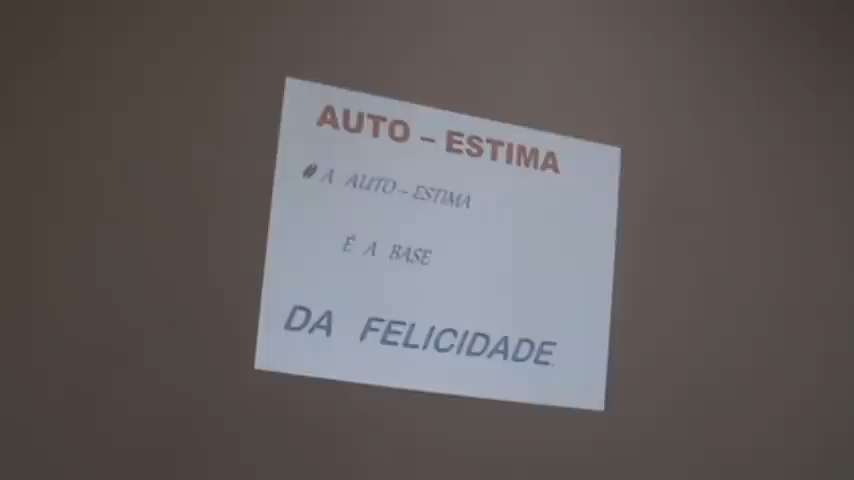 AUTO – ESTIMA
# A AUTO – ESTIMA
É A BASE
DA FELICIDADE.